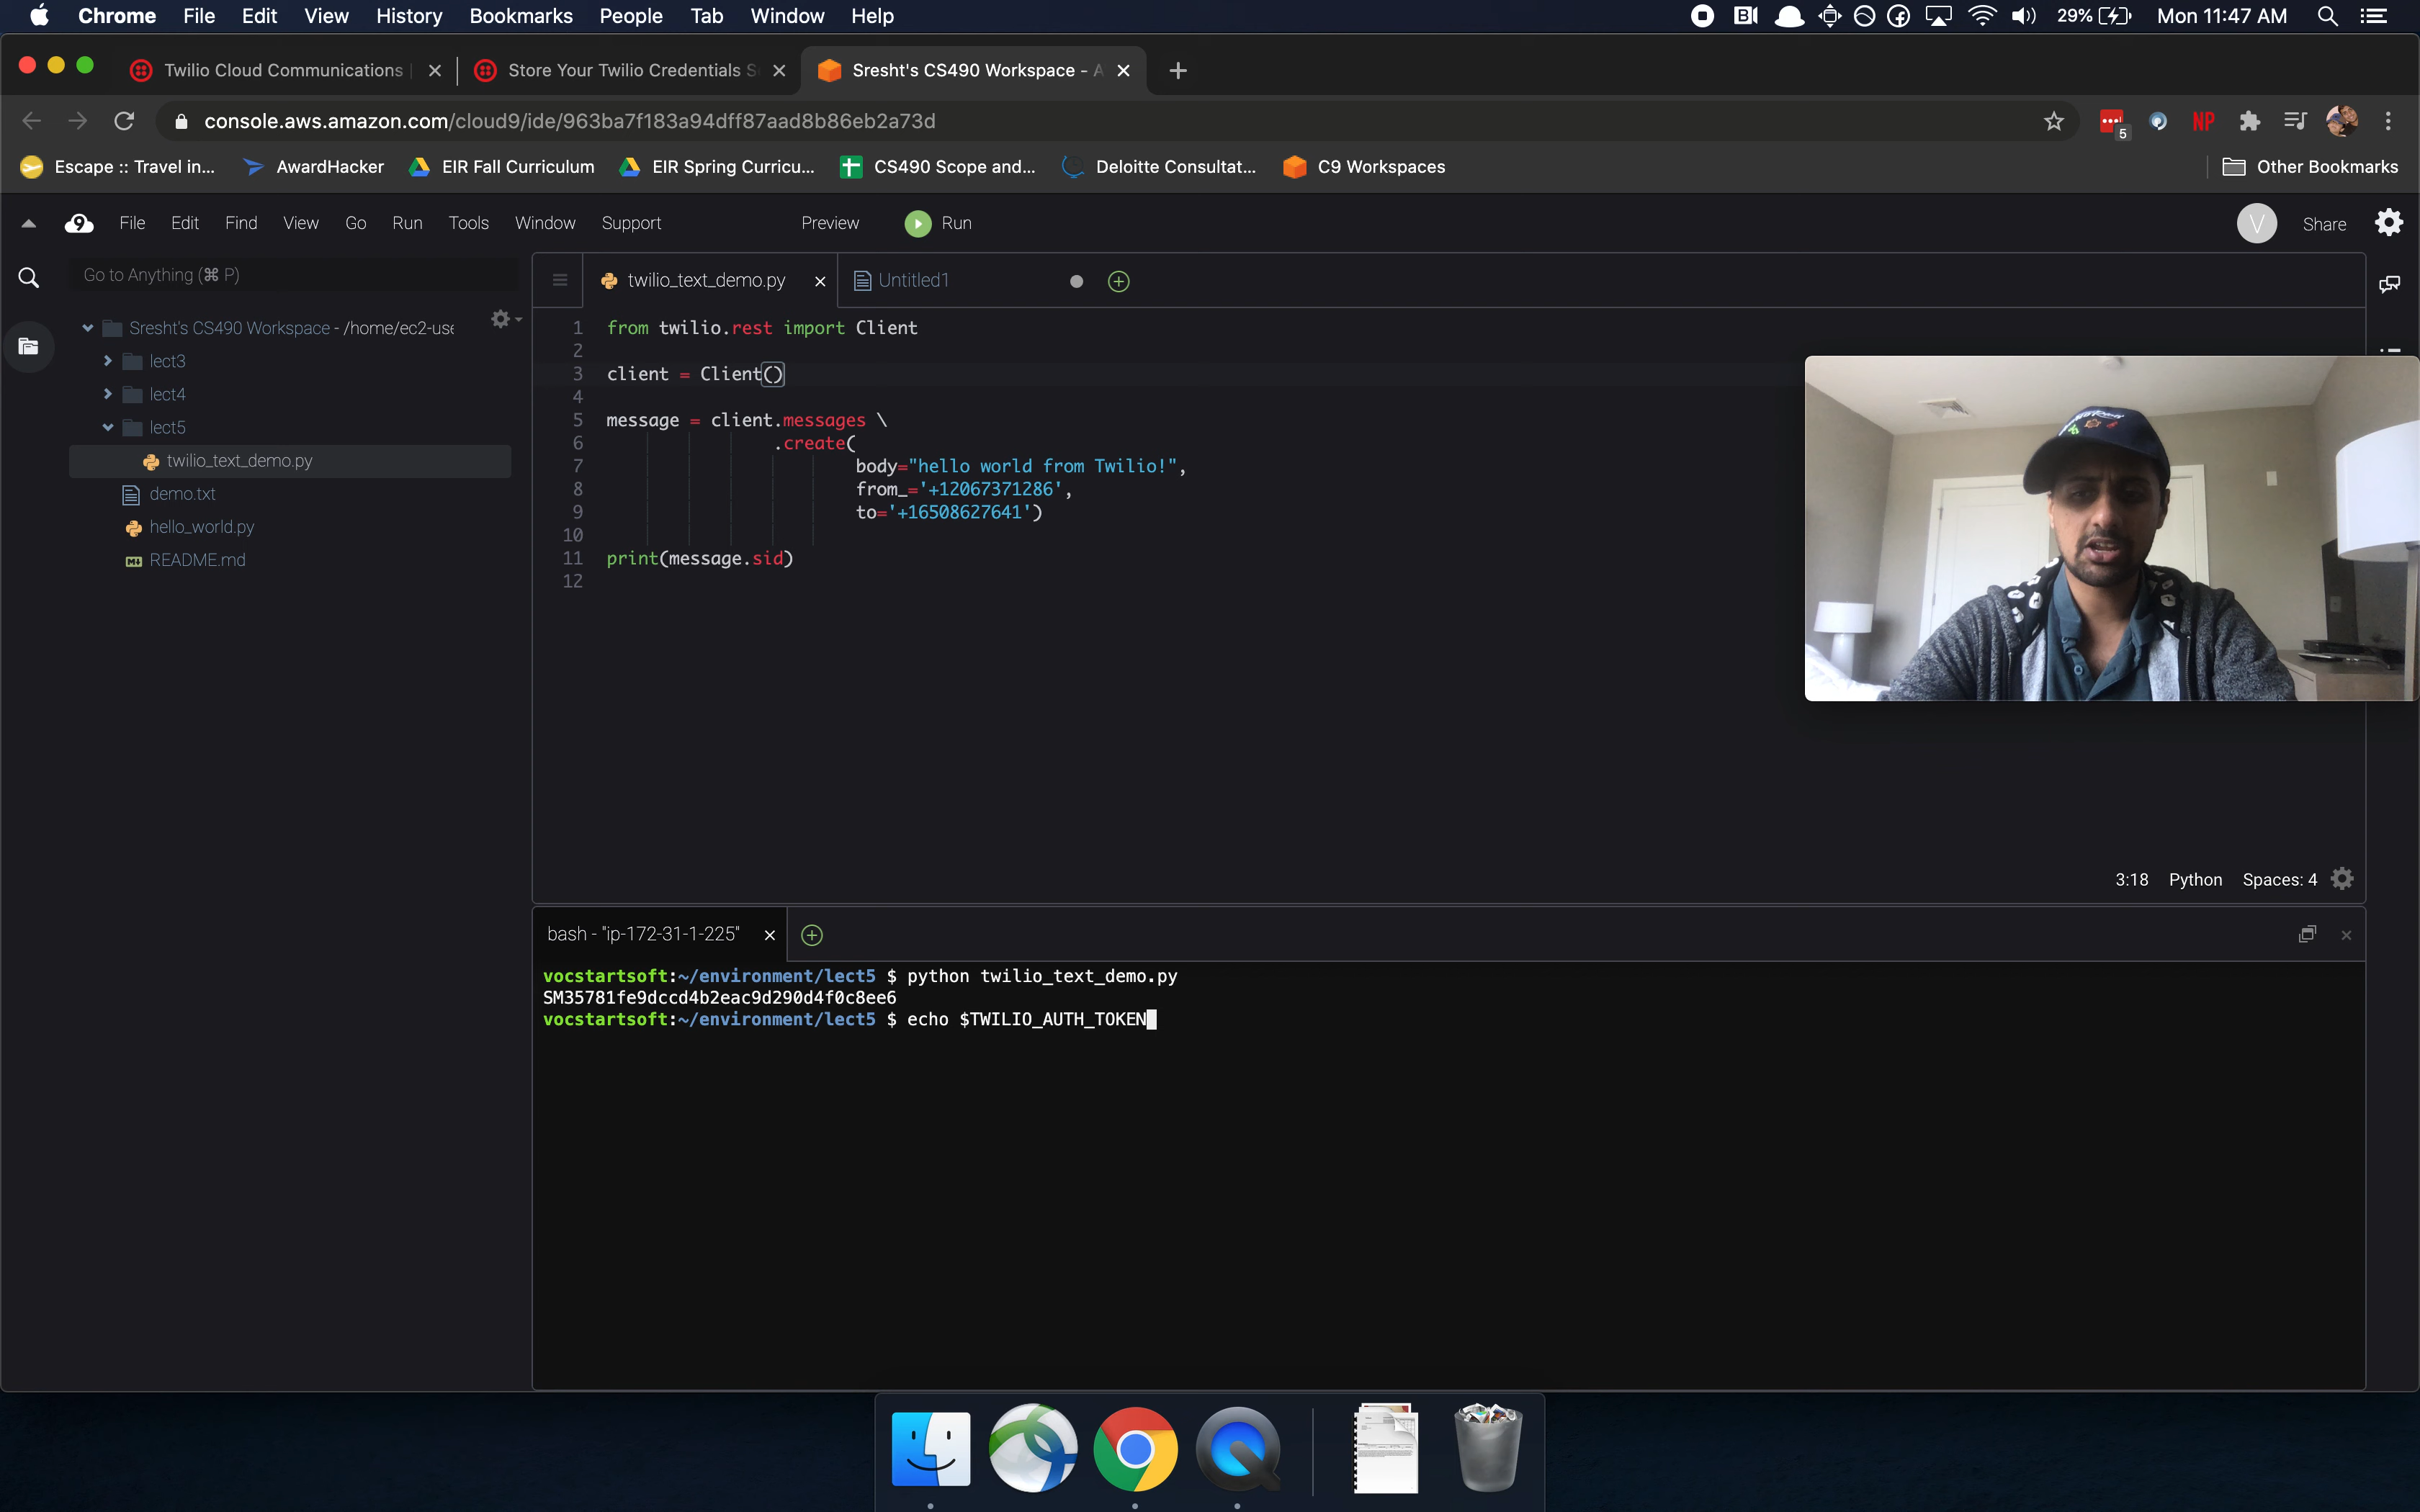 Chrome File Edit View History Bookmarks People Tab Window Help 29% Mon 11:47 AM
Twilio Cloud Communications Store Your Twilio Credentials S Sresht's CS490 Workspace - A
console.aws.amazon.com/cloud9/ide/963ba7f183a94dff87aad8b86eb2a73d NP 5
Escape :: Travel in... AwardHacker EIR Fall Curriculum EIR Spring Curricu... CS490 Scope and... Deloitte Consultat... C9 Workspaces Other Bookmarks
9 File Edit Find View Go Run Tools Window Support Preview Run V Share
Go to Anything (⌘ P)
twilio_text_demo.py Untitled1
Sresht's CS490 Workspace - /home/ec2-use
lect3
lect4
lect5
twilio_text_demo.py
demo.txt
hello_world.py
README.md
1 from twilio.rest import Client
2
3 client = Client()
4
5 message = client.messages \
6 .create(
7 body="hello world from Twilio!",
8 from_='+12067371286',
9 to='+16508627641')
10
11 print(message.sid)
12
3:18 Python Spaces: 4
bash - "ip-172-31-1-225"
vocstartsoft:~/environment/lect5 $ python twilio_text_demo.py
SM35781fe9dccd4b2eac9d290d4f0c8ee6
vocstartsoft:~/environment/lect5 $ echo $TWILIO_AUTH_TOKEN